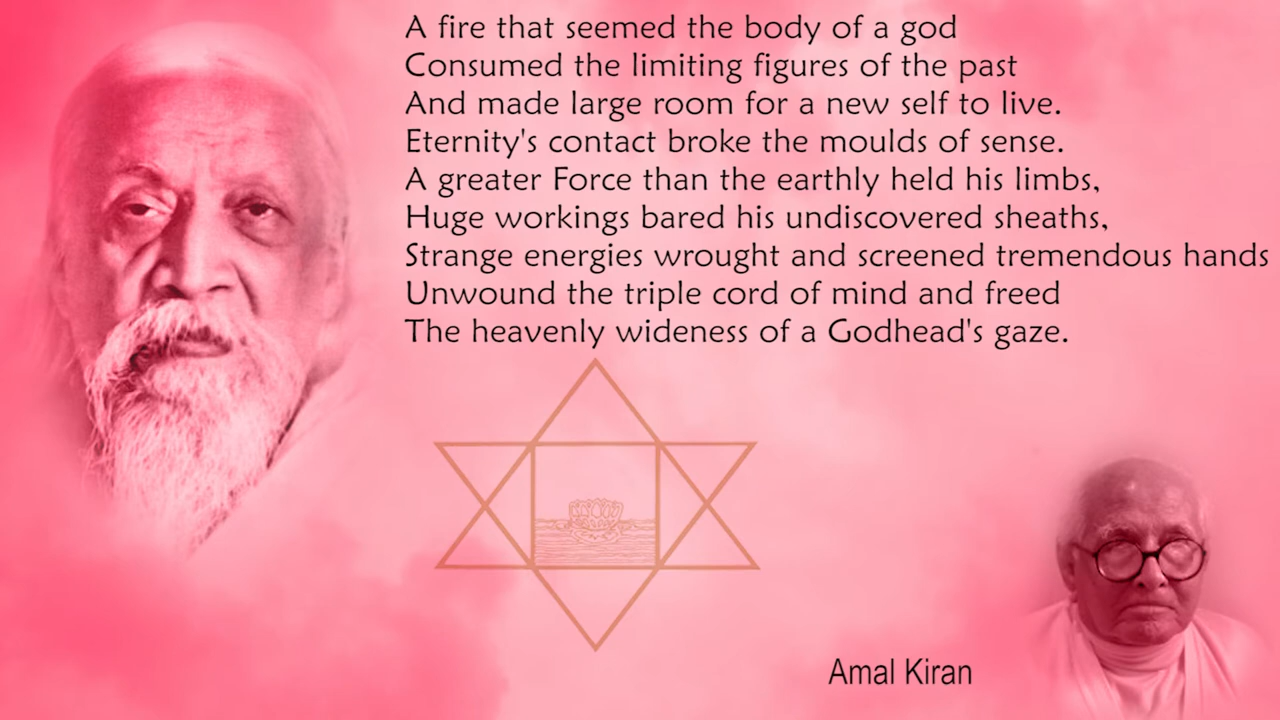 A fire that seemed the body of a god
Consumed the limiting figures of the past
And made large room for a new self to live.
Eternity's contact broke the moulds of sense.
A greater Force than the earthly held his limbs,
Huge workings bared his undiscovered sheaths,
Strange energies wrought and screened tremendous hands
Unwound the triple cord of mind and freed
The heavenly wideness of a Godhead's gaze.
Amal Kiran